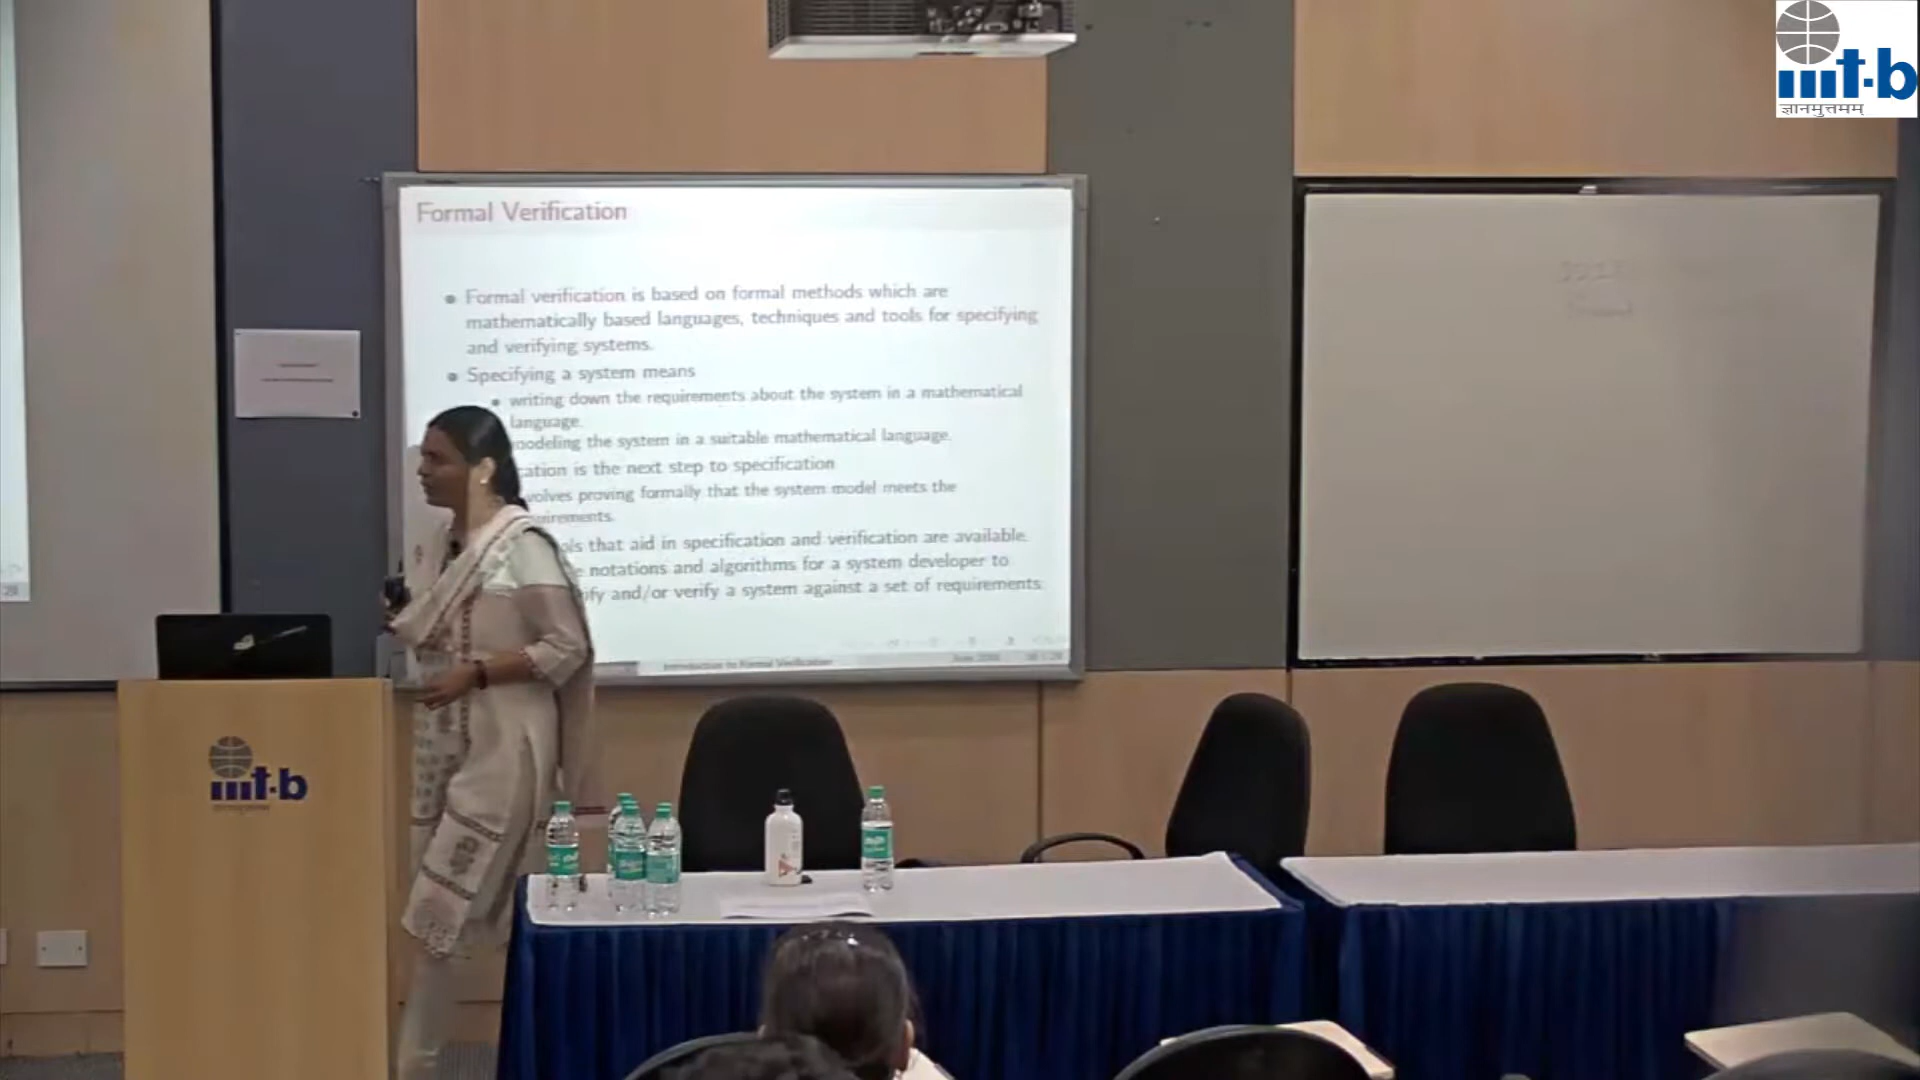 iiit-b
ज्ञानमुत्तमम्
Formal Verification
Formal verification is based on formal methods which are
mathematically based languages, techniques and tools for specifying
and verifying systems.
Specifying a system means
writing down the requirements about the system in a mathematical
language.
modeling the system in a suitable mathematical language.
cation is the next step to specification
volves proving formally that the system model meets the
uirements.
ols that aid in specification and verification are available.
e notations and algorithms for a system developer to
ify and/or verify a system against a set of requirements.
Introduction to Formal Verification
28
iiit-b